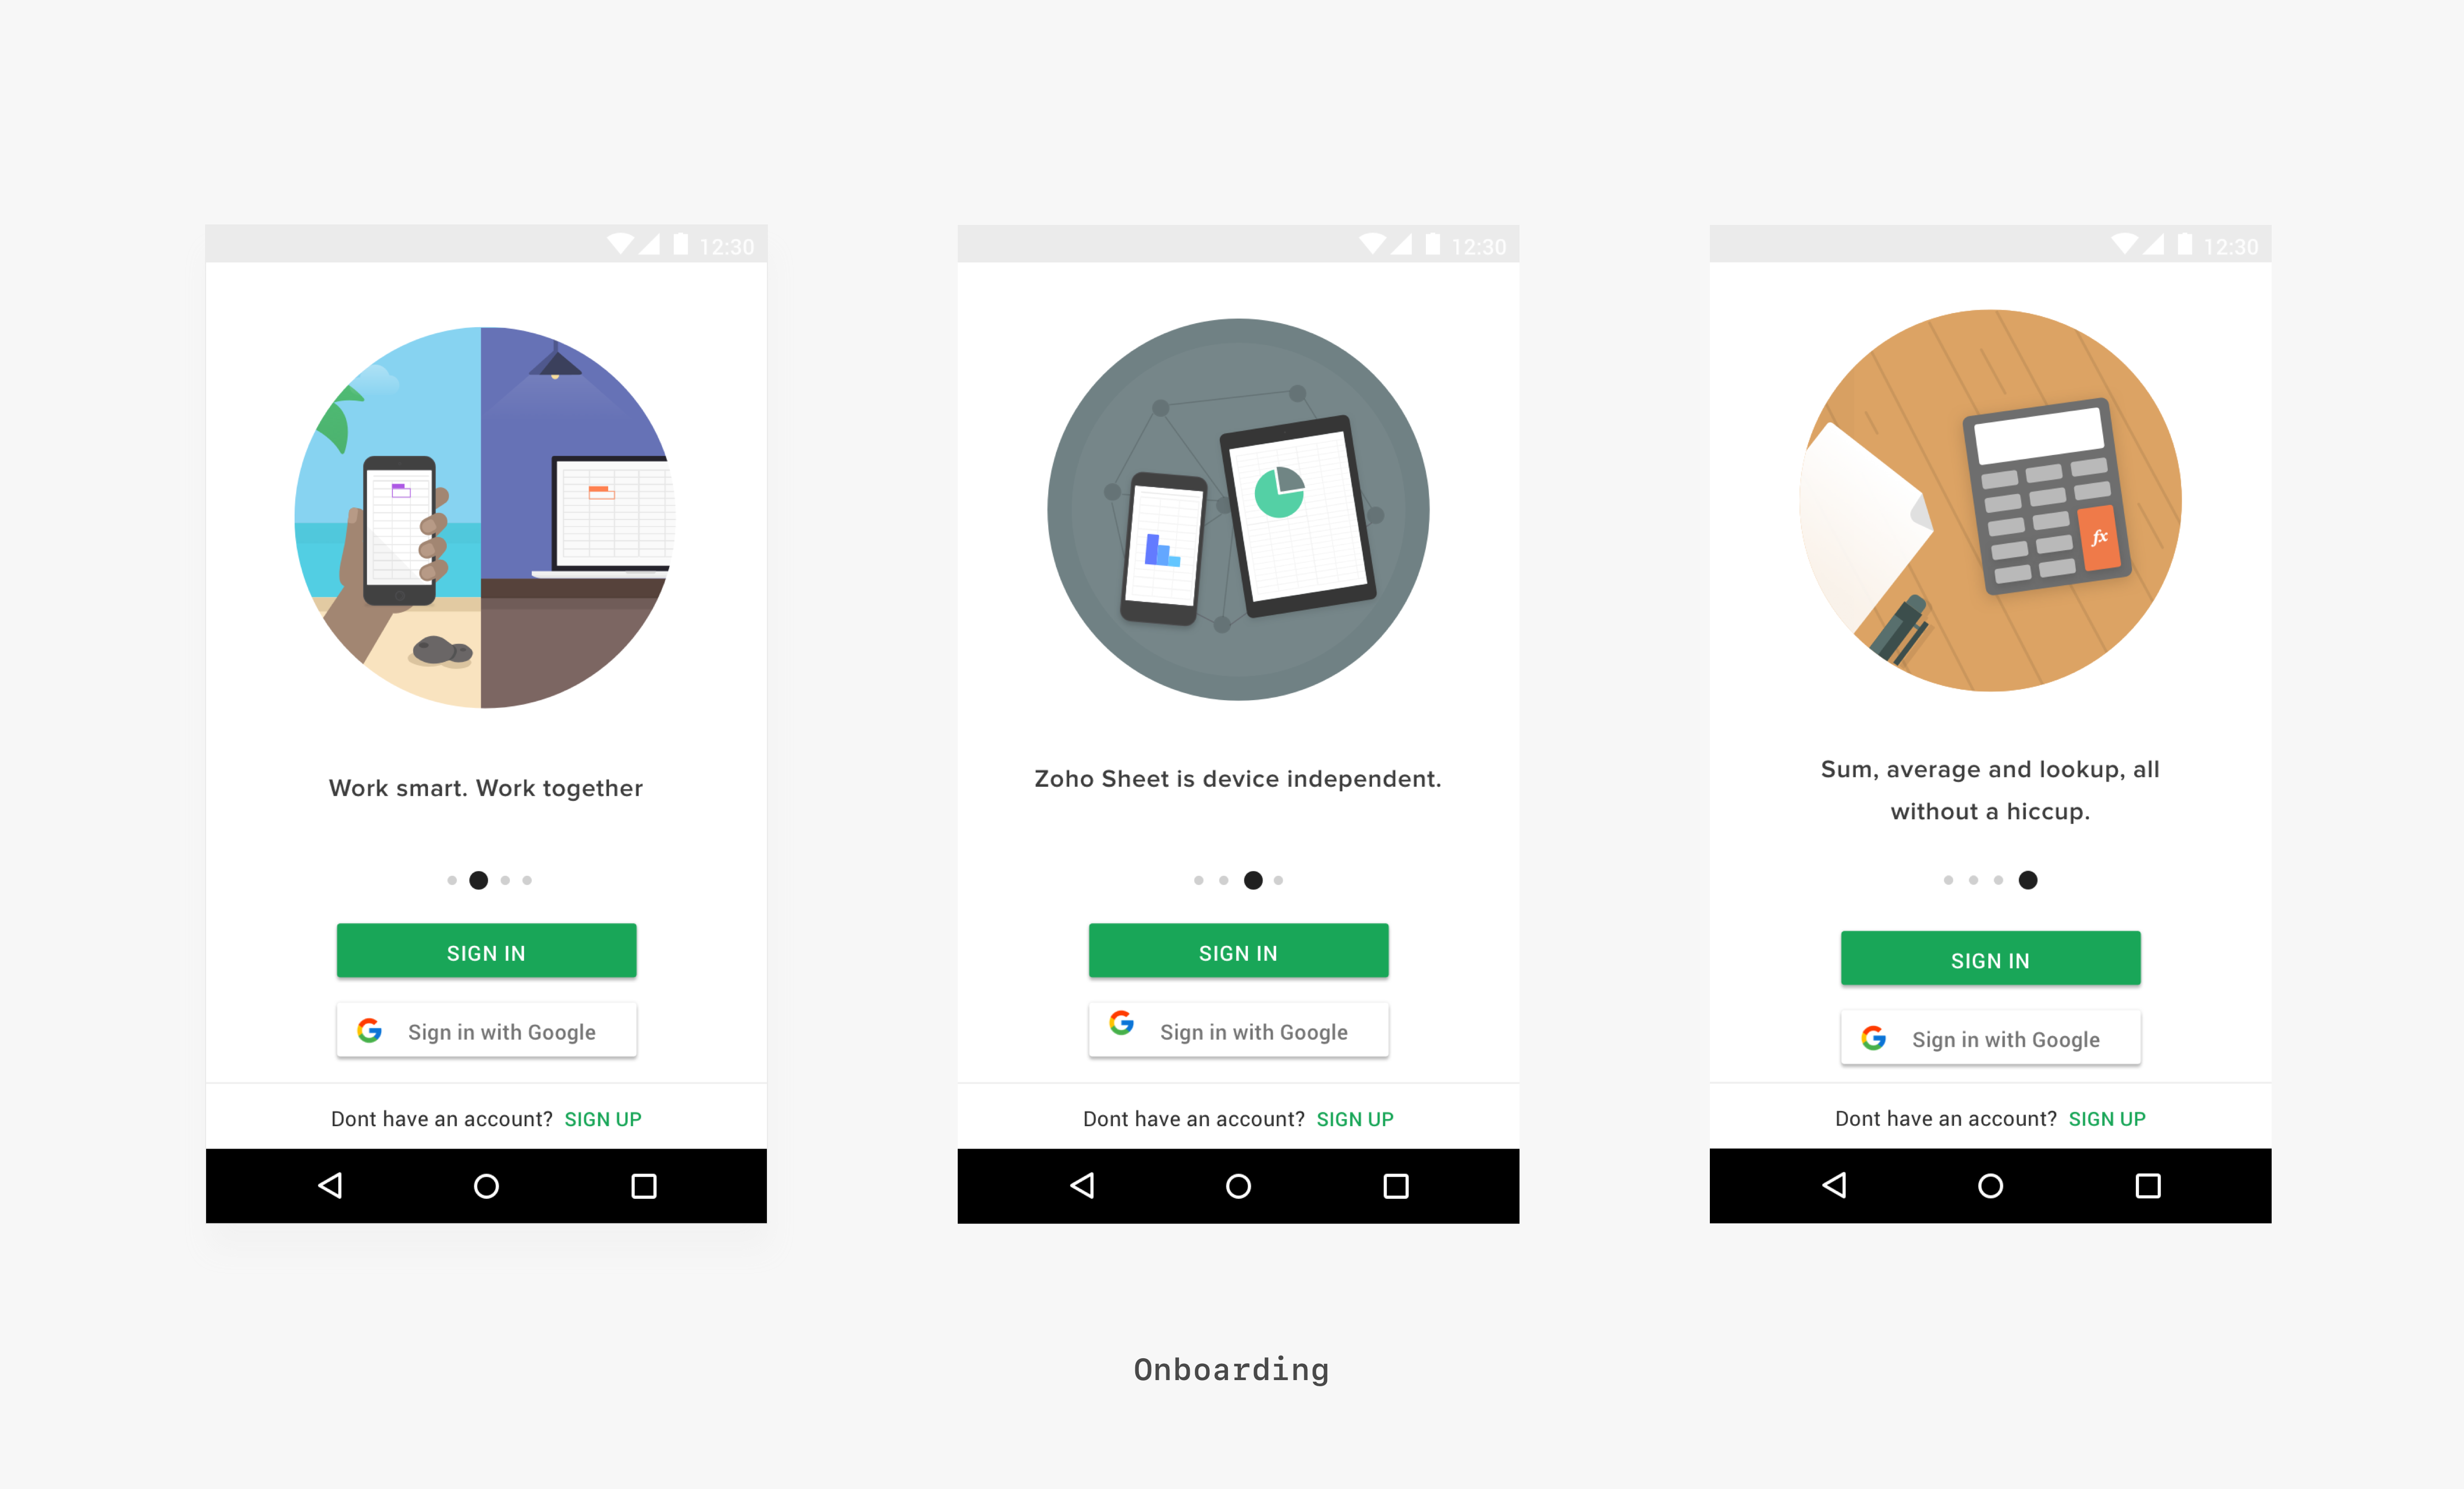 12:30
Work smart. Work together
SIGN IN
Sign in with Google
Dont have an account? SIGN UP
12:30
Zoho Sheet is device independent.
SIGN IN
Sign in with Google
Dont have an account? SIGN UP
12:30
fx
Sum, average and lookup, all
without a hiccup.
SIGN IN
Sign in with Google
Dont have an account? SIGN UP
Onboarding